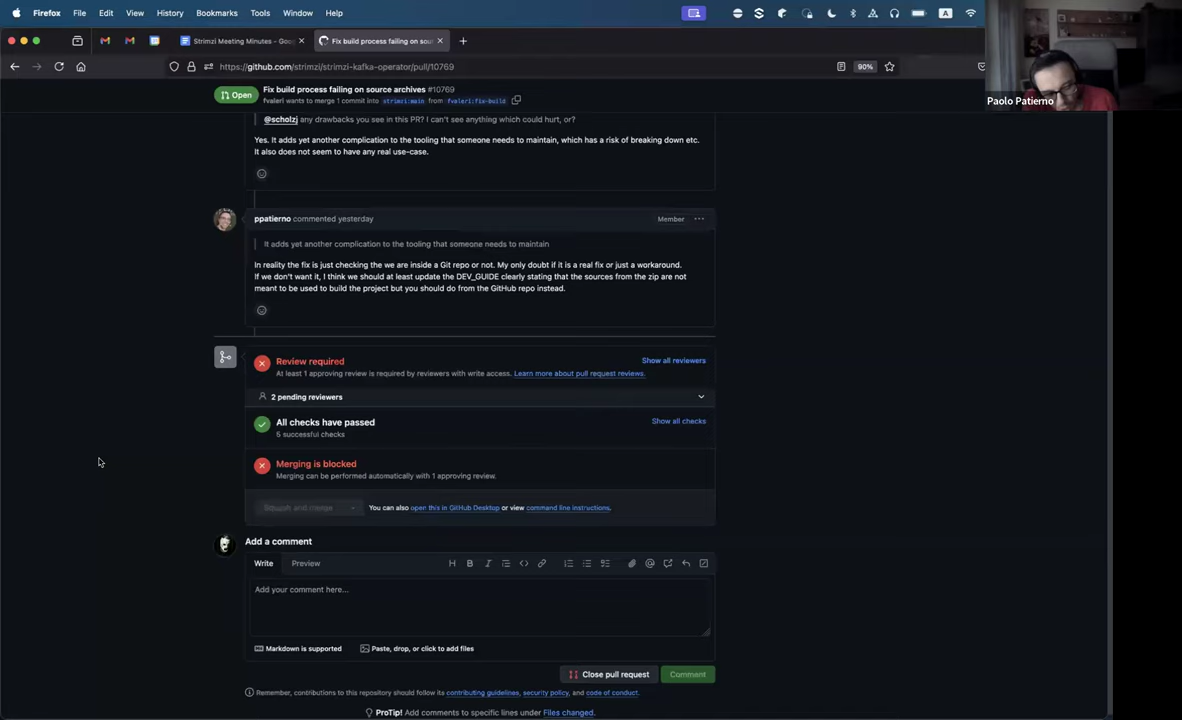 Firefox File Edit View History Bookmarks Tools Window Help
A
Strimzi Meeting Minutes – Goo
Fix build process failing on sou
https://github.com/strimzi/strimzi-kafka-operator/pull/10769
90%
Paolo Patierno
Open
Fix build process failing on source archives #10769
fvaleri wants to merge 1 commit into strimzi:main from fvaleri:fix-build
@scholzj any drawbacks you see in this PR? I can't see anything which could hurt, or?
Yes. It adds yet another complication to the tooling that someone needs to maintain, which has a risk of breaking down etc.
It also does not seem to have any real use-case.
ppatierno commented yesterday
Member
It adds yet another complication to the tooling that someone needs to maintain
In reality the fix is just checking the we are inside a Git repo or not. My only doubt if it is a real fix or just a workaround.
If we don't want it, I think we should at least update the DEV_GUIDE clearly stating that the sources from the zip are not
meant to be used to build the project but you should do from the GitHub repo instead.
Review required
Show all reviewers
At least 1 approving review is required by reviewers with write access. Learn more about pull request reviews.
2 pending reviewers
All checks have passed
Show all checks
5 successful checks
Merging is blocked
Merging can be performed automatically with 1 approving review.
Squash and merge
You can also open this in GitHub Desktop or view command line instructions.
Add a comment
Write Preview
Add your comment here...
Markdown is supported
Paste, drop, or click to add files
Close pull request
Comment
Remember, contributions to this repository should follow its contributing guidelines, security policy, and code of conduct.
ProTip! Add comments to specific lines under Files changed.